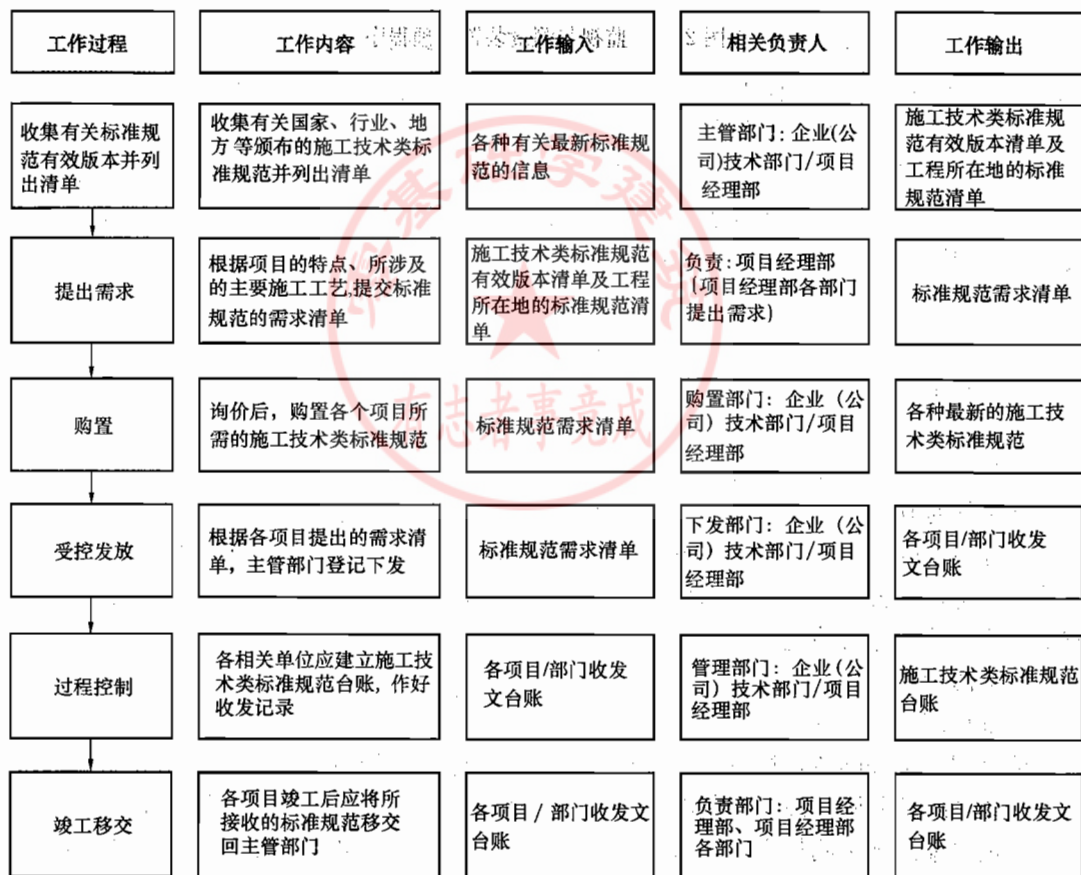 工作过程
工作内容
工作输入
相关负责人
工作输出
收集有关标准规
范有效版本并列
出清单
收集有关国家、行业、地
方等颁布的施工技术类标
准规范并列出清单
各种有关最新标准规
范的信息
主管部门：企业(公
司)技术部门/项目
经理部
施工技术类标准规
范有效版本清单及
工程所在地的标准
规范清单
提出需求
根据项目的特点、所涉及
的主要施工工艺,提交标准
规范的需求清单
施工技术类标准规范
有效版本清单及工程
所在地的标准规范清
单
负责：项目经理部
(项目经理部各部门
提出需求)
标准规范需求清单
购置
询价后，购置各个项目所
需的施工技术类标准规范
标准规范需求清单
购置部门：企业（公
司）技术部门/项目
经理部
各种最新的施工技
术类标准规范
受控发放
根据各项目提出的需求清
单，主管部门登记下发
标准规范需求清单
下发部门：企业（公
司）技术部门/项目
经理部
各项目/部门收发
文台账
过程控制
各相关单位应建立施工技
术类标准规范台账，作好
收发记录
各项目/部门收发
文台账
管理部门：企业(公
司）技术部门/项目
经理部
施工技术类标准规范
台账
竣工移交
各项目竣工后应将所
接收的标准规范移交
回主管部门
各项目 / 部门收发文
台账
负责部门：项目经
理部、项目经理部
各部门
各项目/部门收发文
台账
零基础学建筑
有志者事竟成